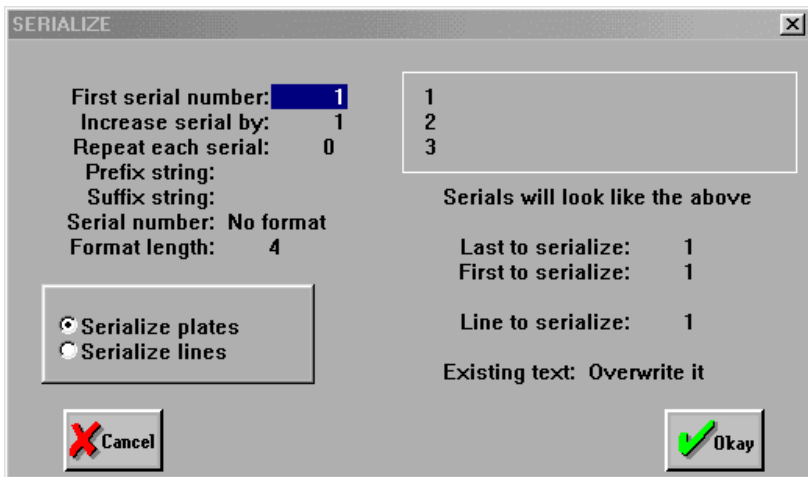 SERIALIZE
First serial number: 1
Increase serial by: 1
Repeat each serial: 0
Prefix string:
Suffix string:
Serial number: No format
Format length: 4
Serialize plates
Serialize lines
Cancel
1
2
3
Serials will look like the above
Last to serialize: 1
First to serialize: 1
Line to serialize: 1
Existing text: Overwrite it
Okay